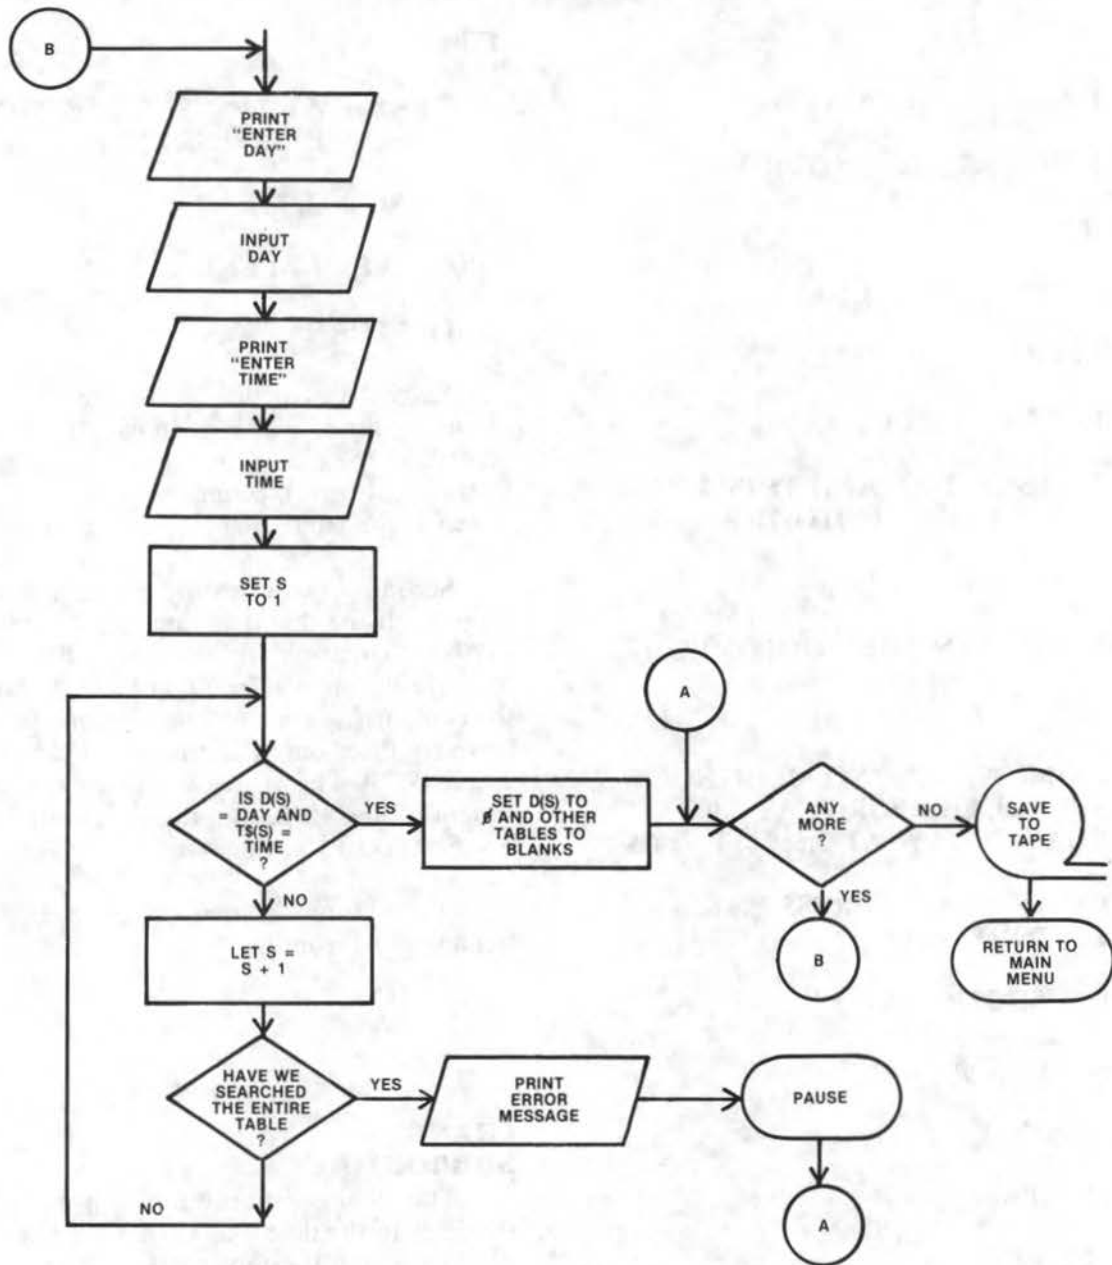 B
PRINT
"ENTER
DAY"
INPUT
DAY
PRINT
"ENTER
TIME"
INPUT
TIME
SET S
TO 1
A
IS D(S)
= DAY AND
T$(S) =
TIME
?
YES
SET D(S) TO
Ø AND OTHER
TABLES TO
BLANKS
ANY
MORE
?
NO
SAVE
TO
TAPE
NO
YES
LET S =
S + 1
B
RETURN TO
MAIN
MENU
HAVE WE
SEARCHED
THE ENTIRE
TABLE
?
YES
PRINT
ERROR
MESSAGE
PAUSE
NO
A